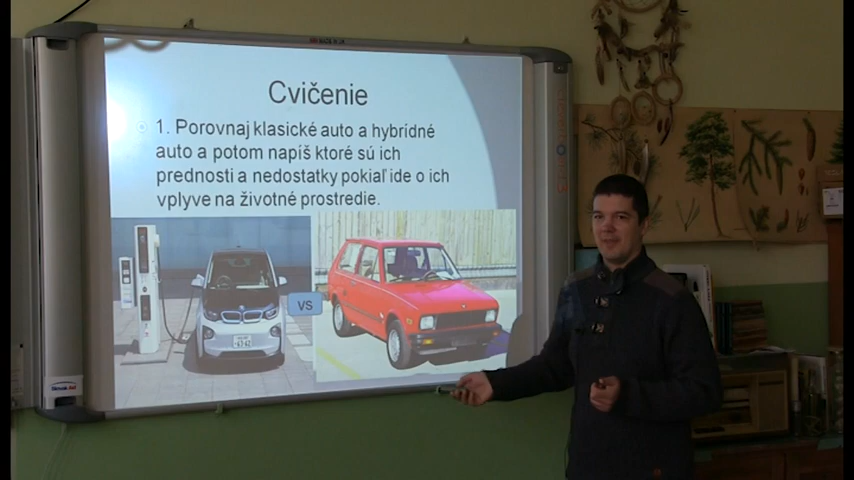 Cvičenie
1. Porovnaj klasické auto a hybridné
auto a potom napíš ktoré sú ich
prednosti a nedostatky pokiaľ ide o ich
vplyve na životné prostredie.
vs